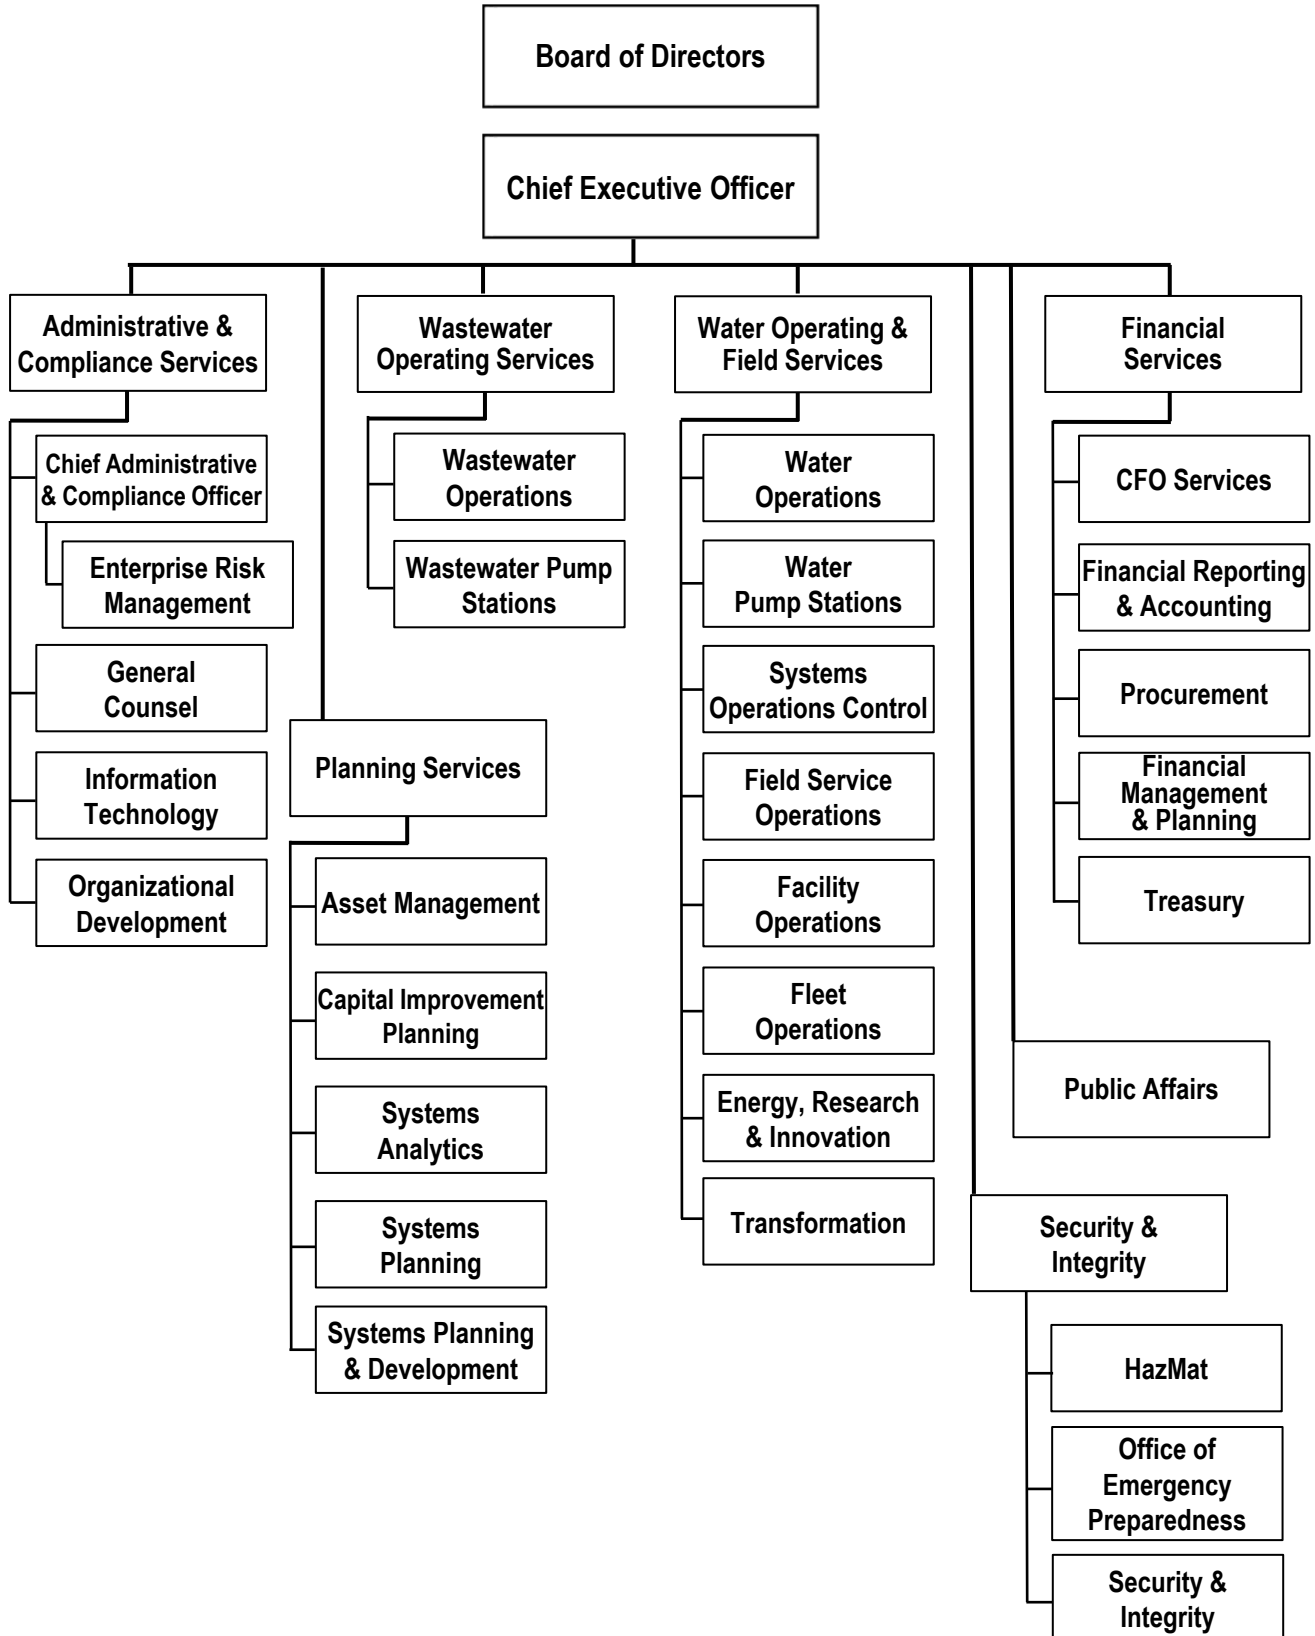 Board of Directors
Chief Executive Officer
Administrative &
Compliance Services
Chief Administrative
& Compliance Officer
Enterprise Risk
Management
General
Counsel
Information
Technology
Organizational
Development
Planning Services
Asset Management
Capital Improvement
Planning
Systems
Analytics
Systems
Planning
Systems Planning
& Development
Wastewater
Operating Services
Wastewater
Operations
Wastewater Pump
Stations
Water Operating &
Field Services
Water
Operations
Water
Pump Stations
Systems
Operations Control
Field Service
Operations
Facility
Operations
Fleet
Operations
Energy, Research
& Innovation
Transformation
Financial
Services
CFO Services
Financial Reporting
& Accounting
Procurement
Financial
Management
& Planning
Treasury
Public Affairs
Security &
Integrity
HazMat
Office of
Emergency
Preparedness
Security &
Integrity